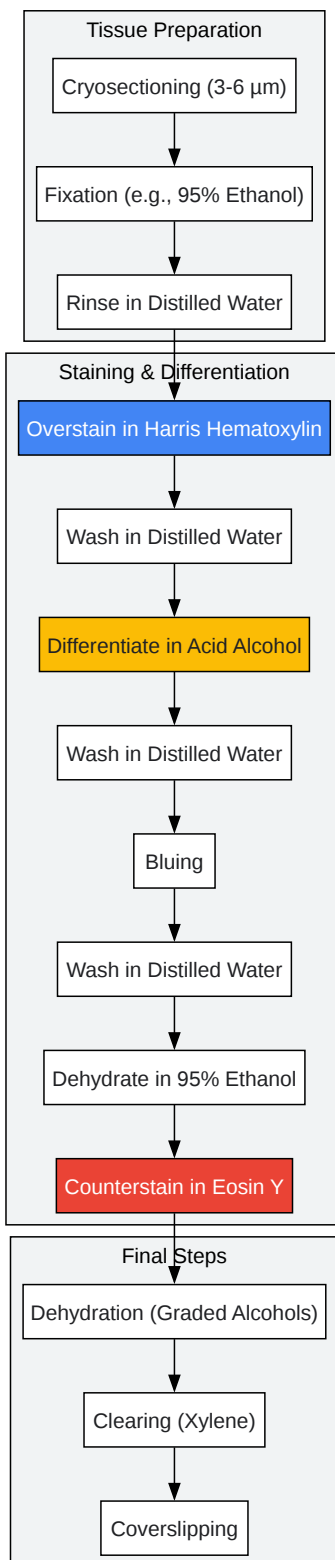 Tissue Preparation
Cryosectioning (3-6 µm)
Fixation (e.g., 95% Ethanol)
Rinse in Distilled Water
Staining & Differentiation
Overstain in Harris Hematoxylin
Wash in Distilled Water
Differentiate in Acid Alcohol
Wash in Distilled Water
Bluing
Wash in Distilled Water
Dehydrate in 95% Ethanol
Counterstain in Eosin Y
Final Steps
Dehydration (Graded Alcohols)
Clearing (Xylene)
Coverslipping